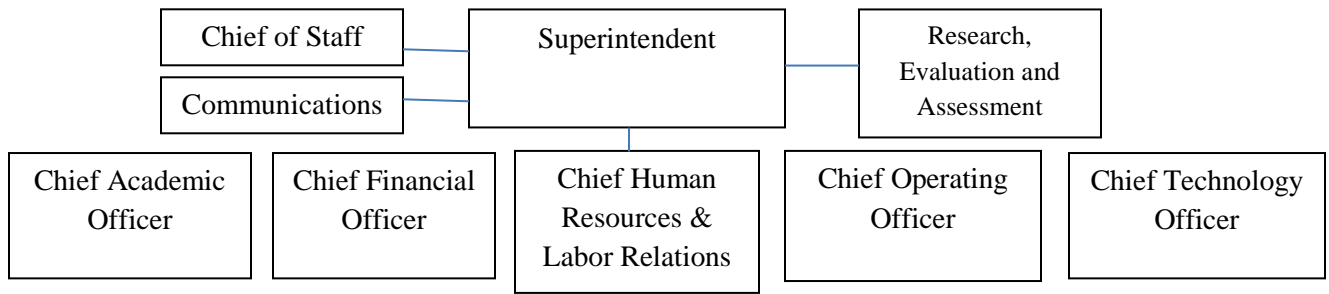 Chief of Staff
Communications
Superintendent
Research,
Evaluation and
Assessment
Chief Academic
Officer
Chief Financial
Officer
Chief Human
Resources &
Labor Relations
Chief Operating
Officer
Chief Technology
Officer